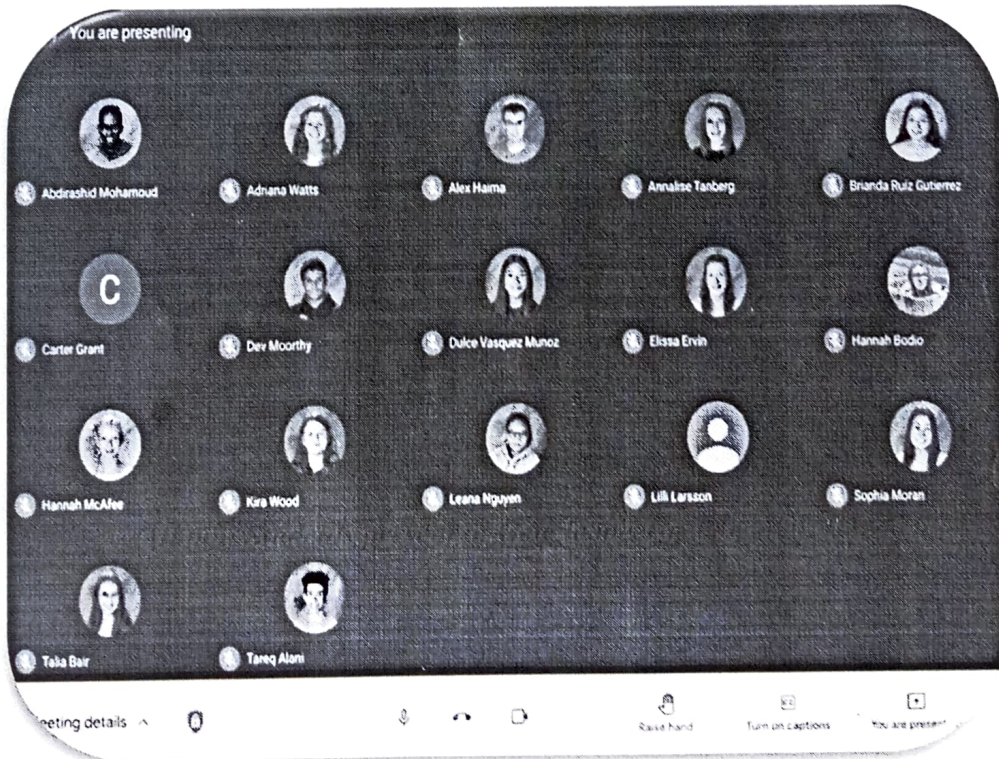 You are presenting
Abdirashid Mohamoud
Adriana Watts
Alex Haima
Annalise Tanberg
Brianda Ruiz Gutierrez
C
Carter Grant
Dev Moorthy
Dulce Vasquez Munoz
Elissa Ervin
Hannah Bodio
Hannah McAfee
Kira Wood
Leana Nguyen
Lilli Larsson
Sophia Moran
Talia Bair
Tareq Alani
eeting details
Raise hand
Turn on captions
You are present